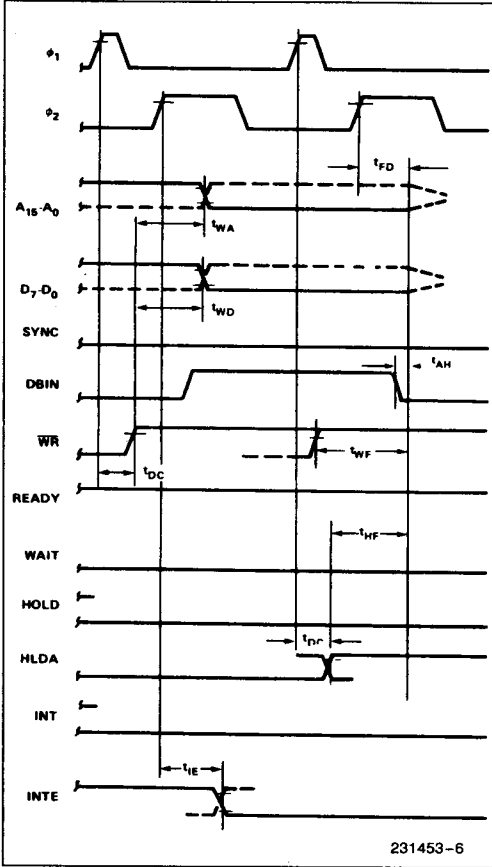 φ1
φ2
tFD
A15-A0
tWA
D7-D0
tWD
SYNC
tAH
DBIN
WR
tWF
tDC
READY
tHF
WAIT
HOLD
tDC
HLDA
INT
tIE
INTE
231453-6